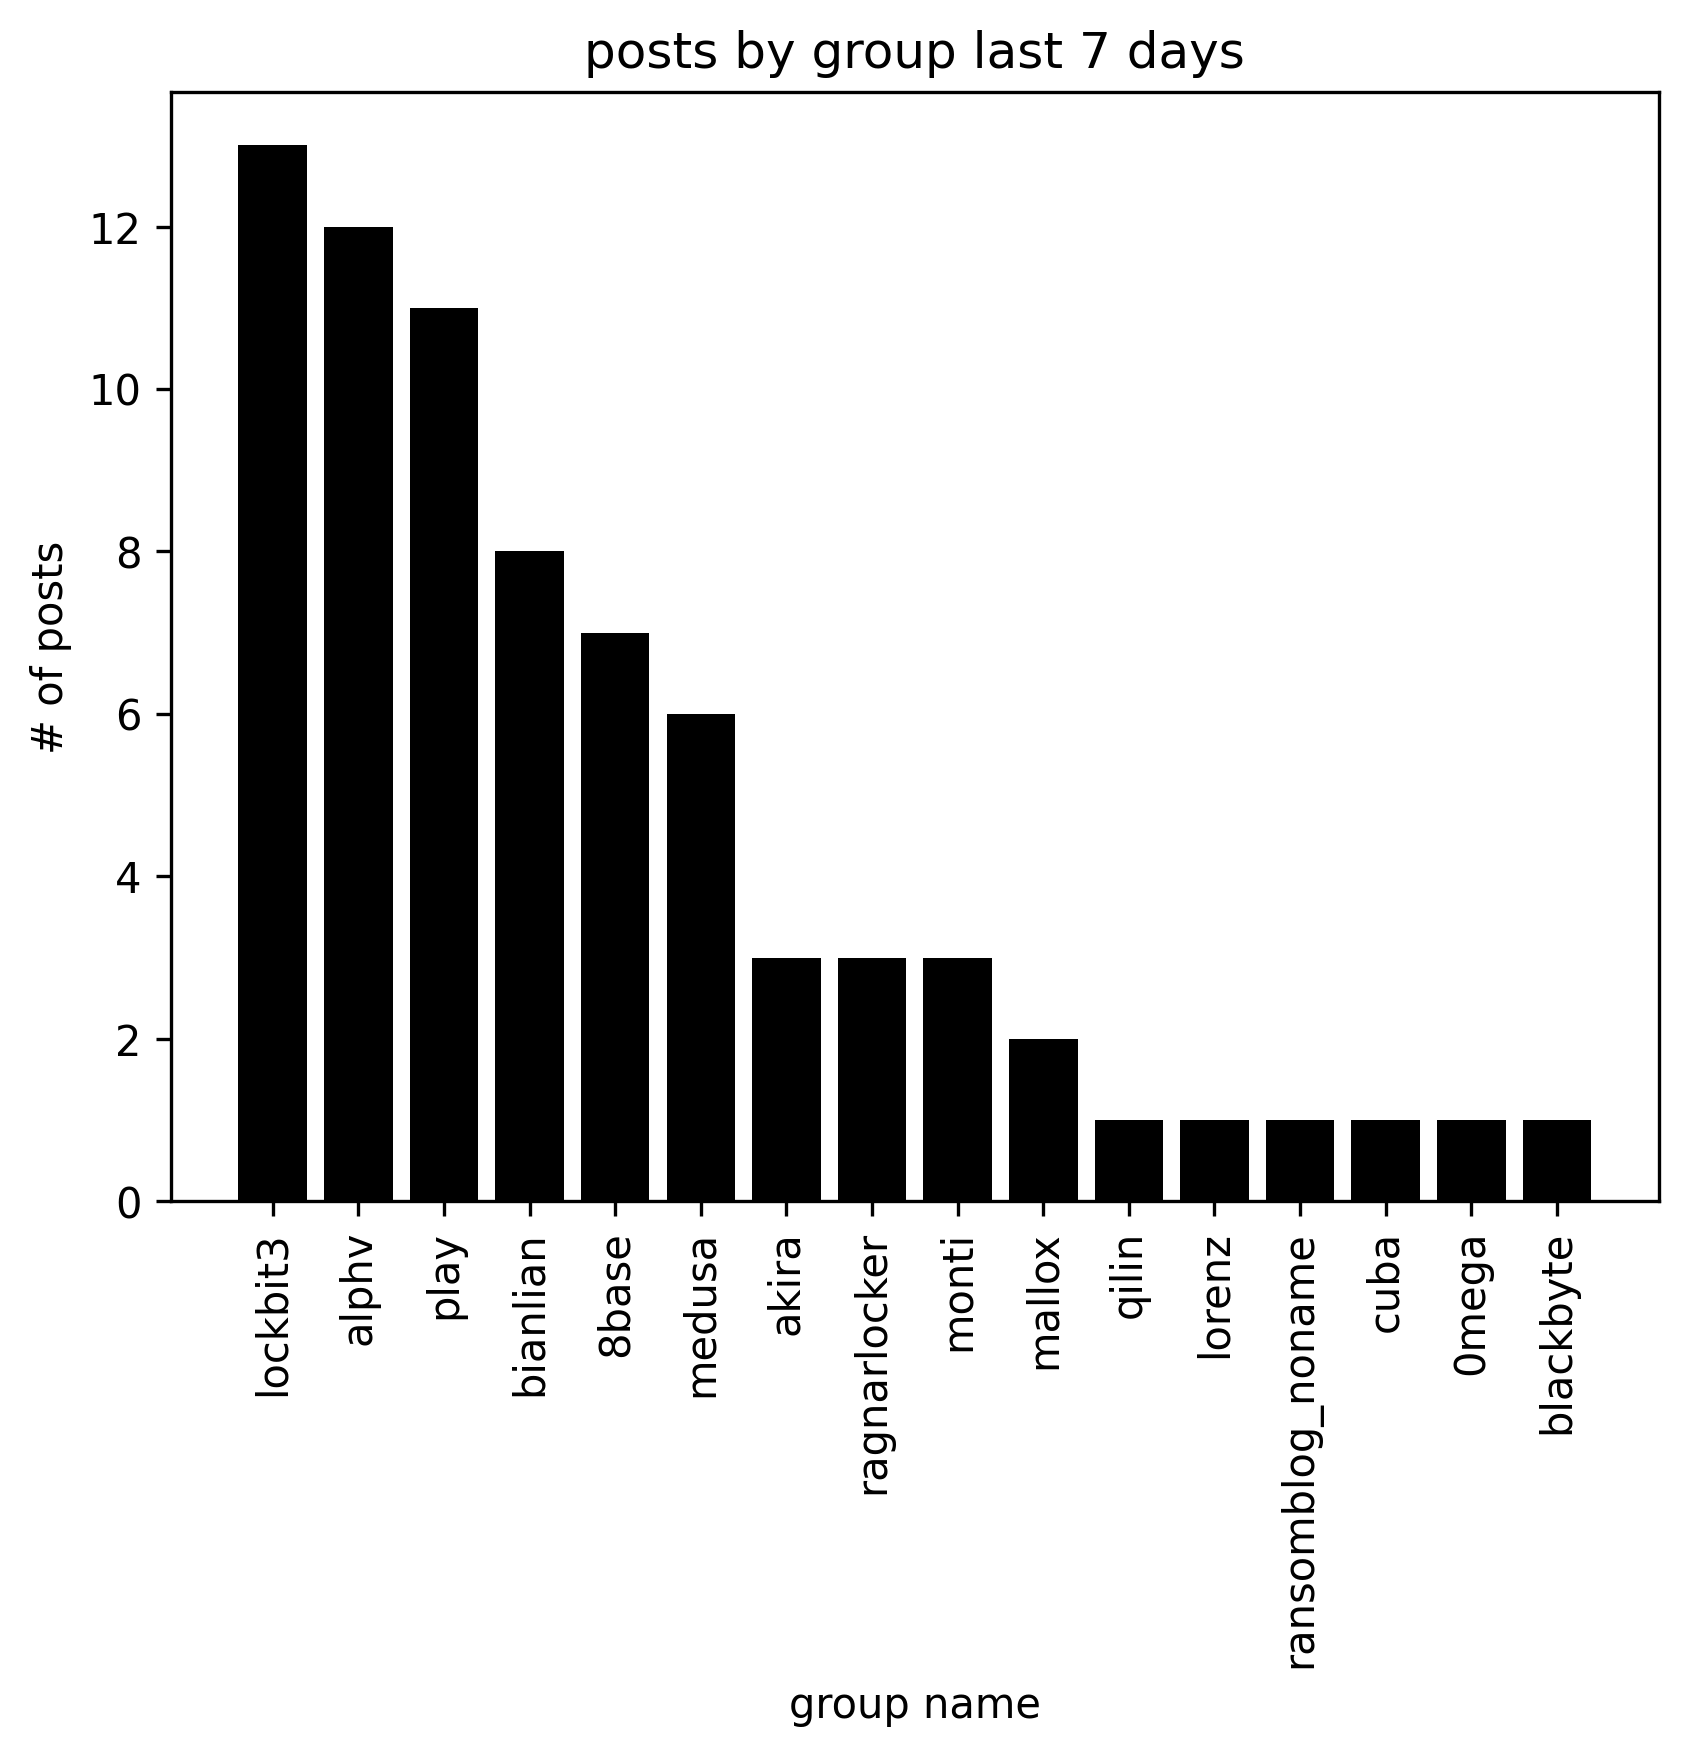 posts by group last 7 days
# of posts
12
10
8
6
4
2
0
lockbit3
alphv
play
bianlian
8base
medusa
akira
ragnarlocker
monti
mallox
qilin
lorenz
ransomblog_noname
cuba
0mega
blackbyte
group name